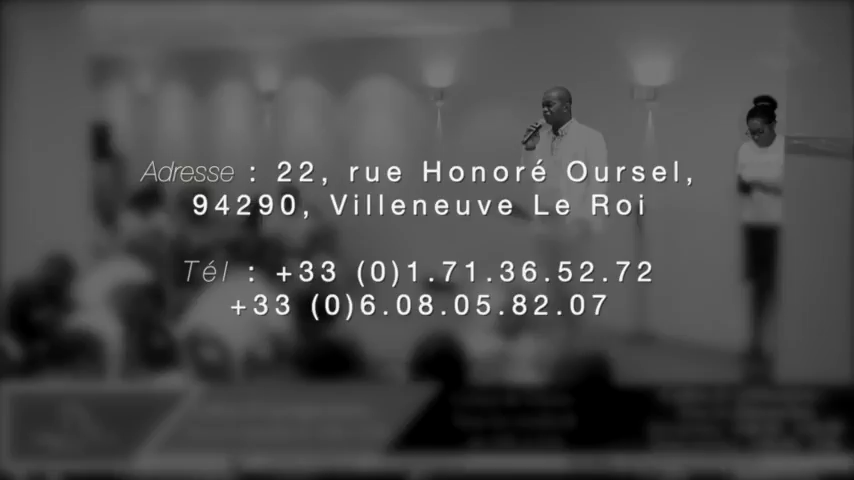 Adresse : 22, rue Honoré Oursel,
94290, Villeneuve Le Roi
Tél : +33 (0)1.71.36.52.72
+33 (0)6.08.05.82.07